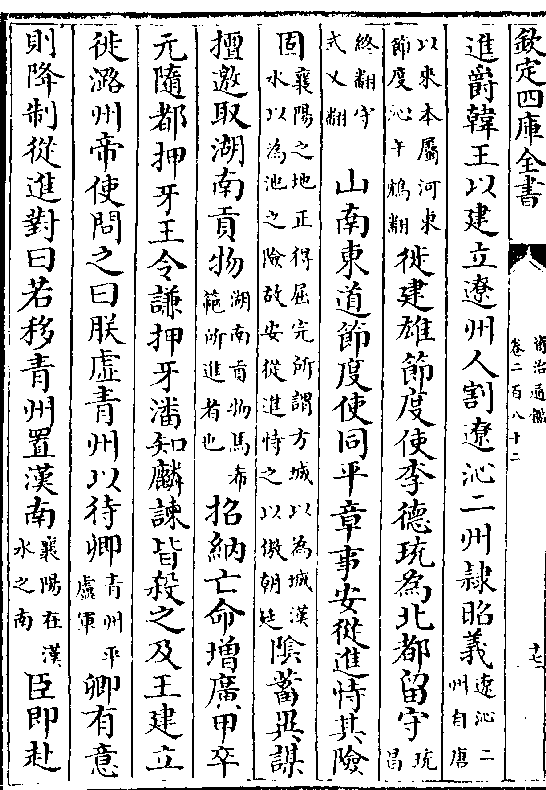 欽定四庫全書
資治通鑑
卷二百八十二
十七
進爵韓王以建立遼州人割遼沁二州隸昭義遼沁二州自唐
以來本屬河東節度沁午鴆翻徙建雄節度使李德珫為北都留守珫昌
終翻守式乂翻 山南東道節度使同平章事安從進恃其險
固襄陽之地正得屈完所謂方城以為城漢水以為池之險故安從進恃之以傲朝廷隂蓄異謀
擅邀取湖南貢物湖南貢物馬希範所進者也招納亡命增廣甲卒
元隨都押牙王令謙押牙潘知麟諫皆殺之及王建立
徙潞州帝使問之曰朕虛青州以待卿青州平盧軍卿有意
則降制從進對曰若移青州置漢南襄陽在漢水之南臣即赴